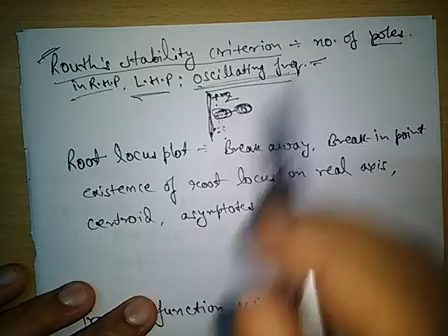 Routh's stability criterion ÷ no. of poles.
in R.H.P, L.H.P; oscillating freq. –
Root locus plot ÷ Break away, Break-in point
existence of root locus on real axis,
centroid, asymptotes
function